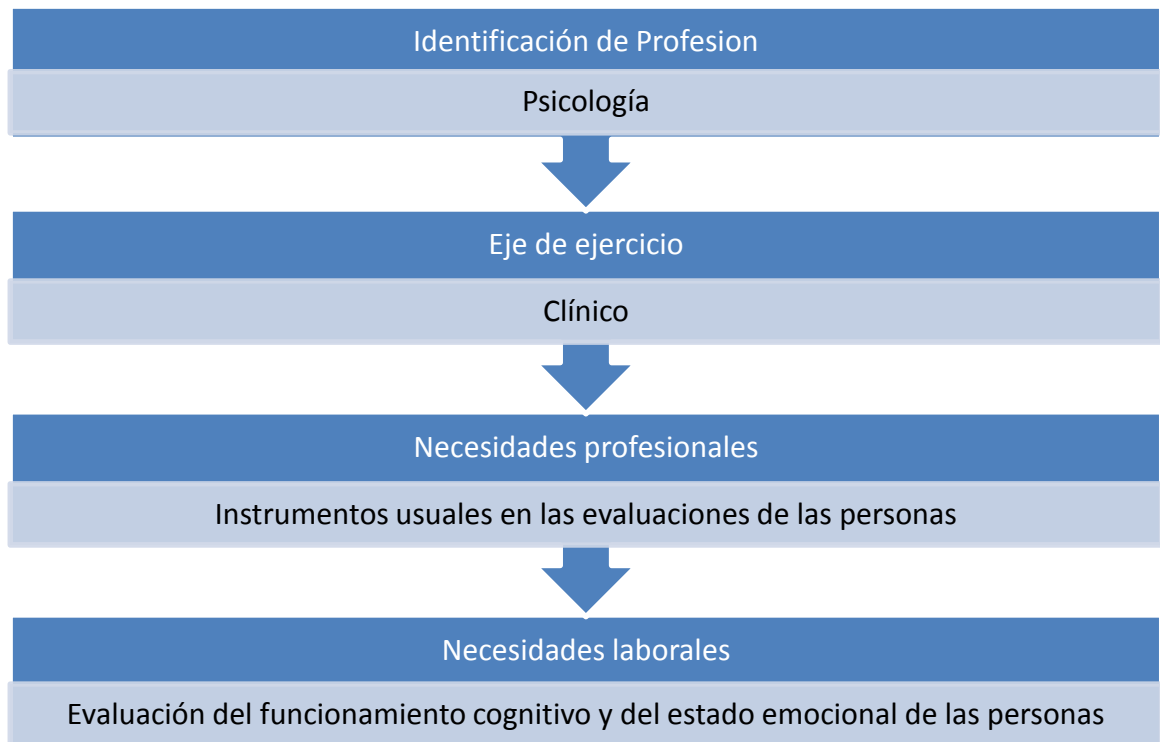 Identificación de Profesion
Psicología
Eje de ejercicio
Clínico
Necesidades profesionales
Instrumentos usuales en las evaluaciones de las personas
Necesidades laborales
Evaluación del funcionamiento cognitivo y del estado emocional de las personas